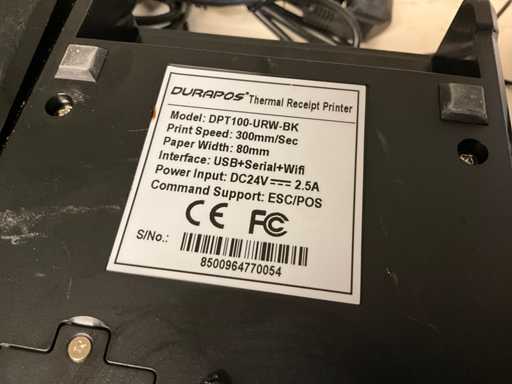 DURAPOS® Thermal Receipt Printer
Model: DPT100-URW-BK
Print Speed: 300mm/Sec
Paper Width: 80mm
Interface: USB+Serial+Wifi
Power Input: DC24V⎓2.5A
Command Support: ESC/POS
CE FC
S/No.:
8500964770054